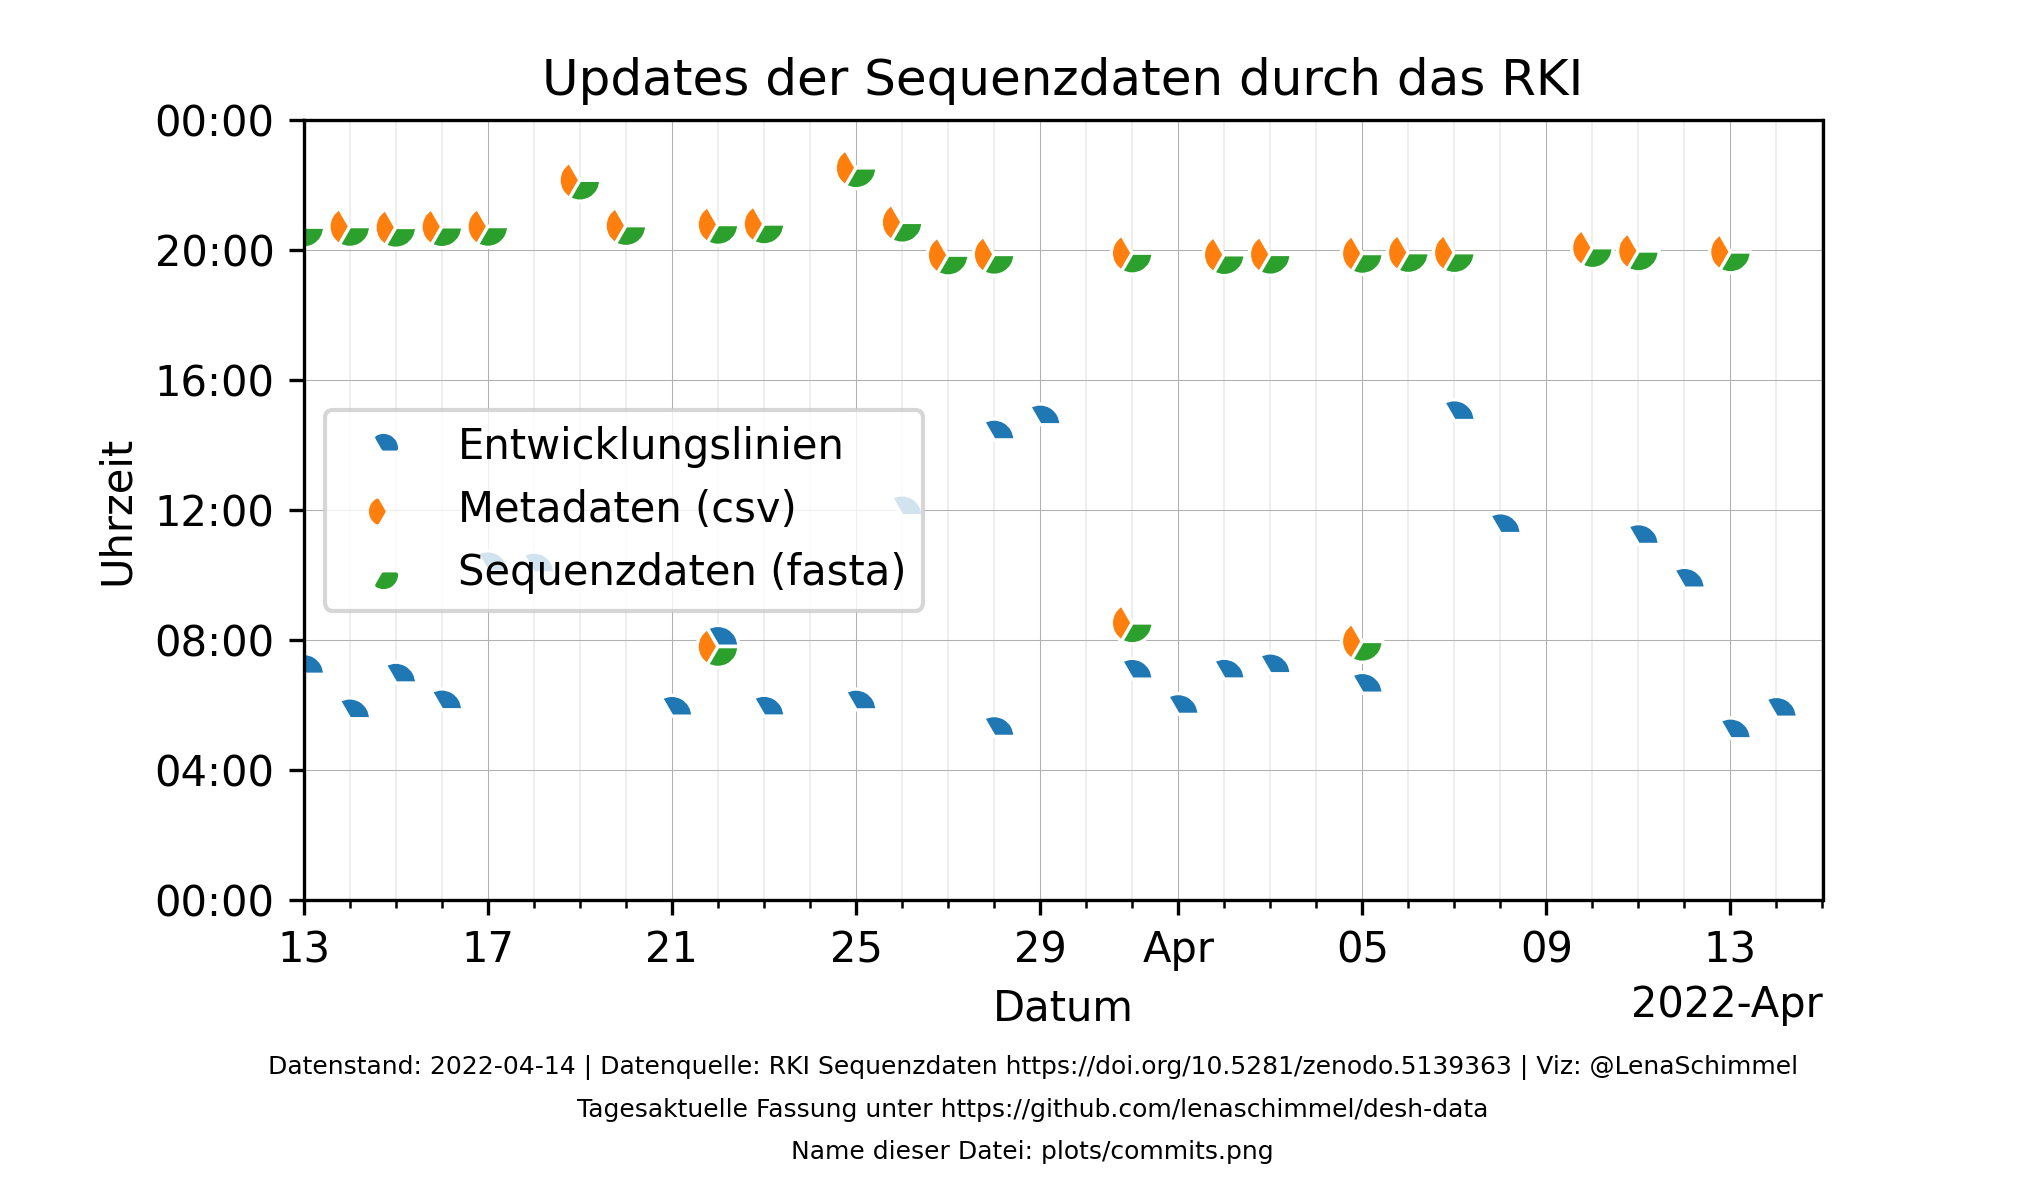 Updates der Sequenzdaten durch das RKI
00:00
20:00
16:00
12:00
08:00
04:00
00:00
Uhrzeit
Entwicklungslinien
Metadaten (csv)
Sequenzdaten (fasta)
13 17 21 25 29 Apr 05 09 13
Datum
2022-Apr
Datenstand: 2022-04-14 | Datenquelle: RKI Sequenzdaten https://doi.org/10.5281/zenodo.5139363 | Viz: @LenaSchimmel
Tagesaktuelle Fassung unter https://github.com/lenaschimmel/desh-data
Name dieser Datei: plots/commits.png